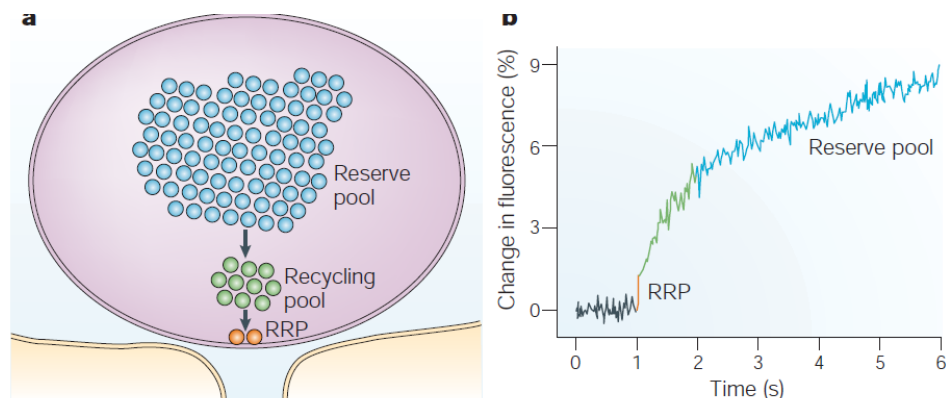 a
Reserve
pool
Recycling
pool
RRP
b
Change in fluorescence (%)
9
6
3
0
Reserve pool
RRP
0 1 2 3 4 5 6
Time (s)